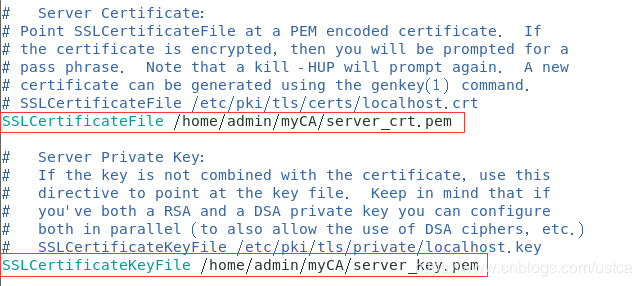 #   Server Certificate:
# Point SSLCertificateFile at a PEM encoded certificate.  If
# the certificate is encrypted, then you will be prompted for a
# pass phrase.  Note that a kill -HUP will prompt again.  A new
# certificate can be generated using the genkey(1) command.
# SSLCertificateFile /etc/pki/tls/certs/localhost.crt
SSLCertificateFile /home/admin/myCA/server_crt.pem
#   Server Private Key:
#   If the key is not combined with the certificate, use this
#   directive to point at the key file.  Keep in mind that if
#   you've both a RSA and a DSA private key you can configure
#   both in parallel (to also allow the use of DSA ciphers, etc.)
#   SSLCertificateKeyFile /etc/pki/tls/private/localhost.key
SSLCertificateKeyFile /home/admin/myCA/server_key.pem